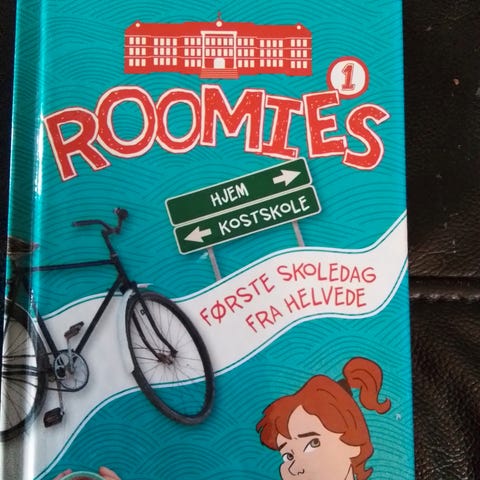 1
ROOMIES
HJEM
KOSTSKOLE
FØRSTE SKOLEDAG
FRA HELVEDE